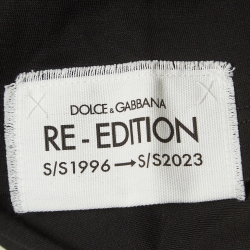 DOLCE & GABBANA
RE - EDITION
S/S1996 → S/S2023